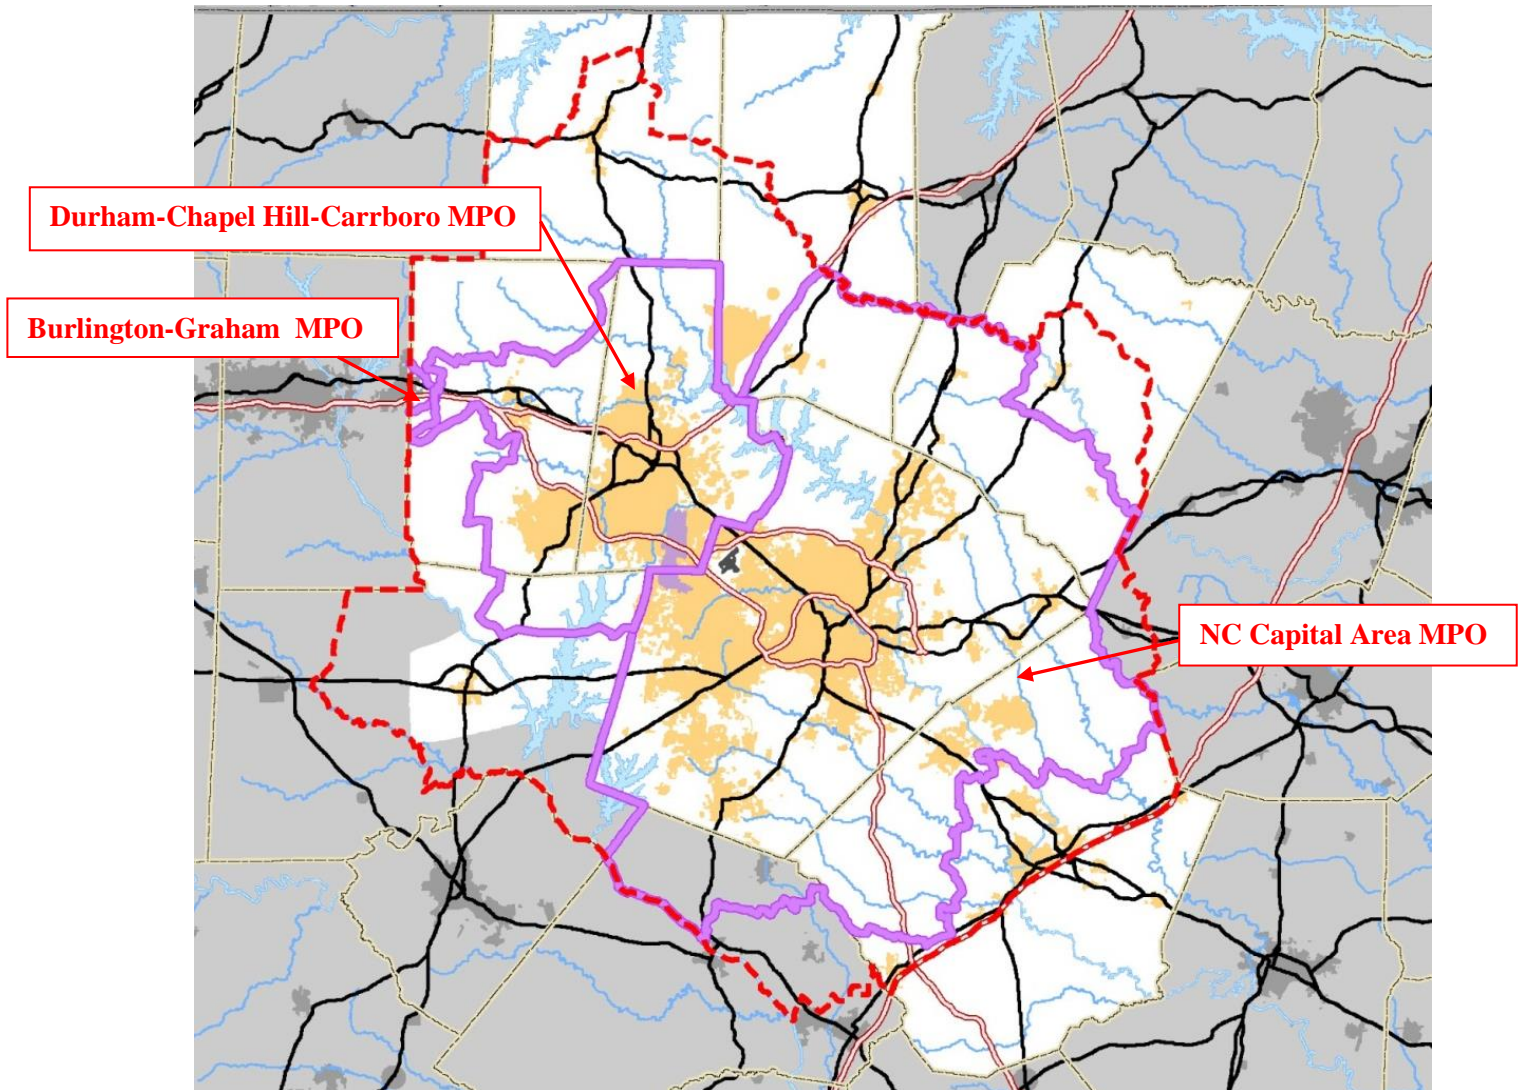 Durham-Chapel Hill-Carrboro MPO
Burlington-Graham MPO
NC Capital Area MPO